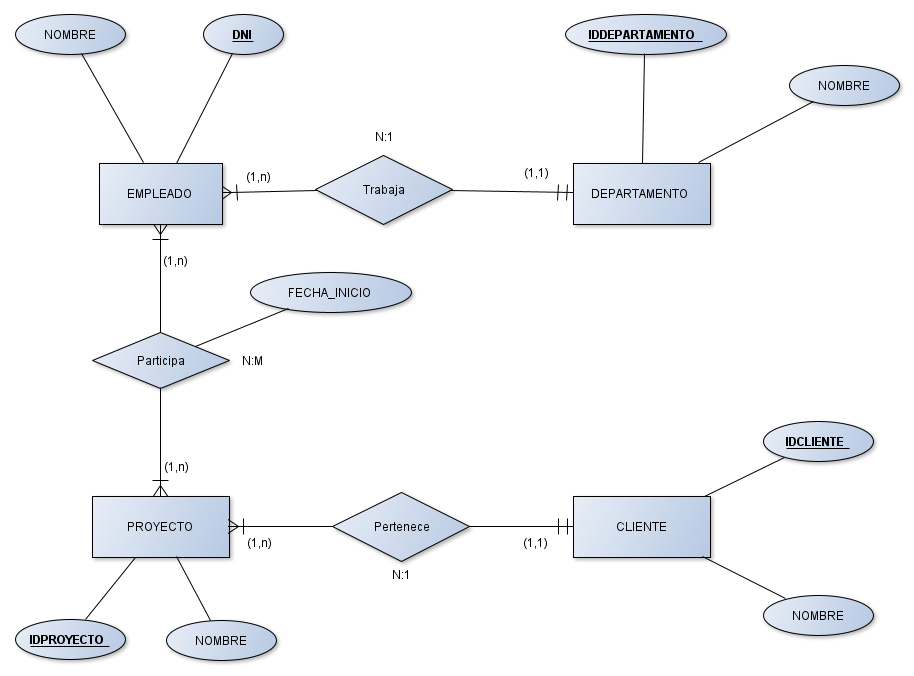 NOMBRE
DNI
IDDEPARTAMENTO
NOMBRE
N:1
EMPLEADO
(1,n)
Trabaja
(1,1)
DEPARTAMENTO
(1,n)
FECHA_INICIO
Participa
N:M
IDCLIENTE
(1,n)
PROYECTO
(1,n)
Pertenece
(1,1)
CLIENTE
N:1
NOMBRE
IDPROYECTO
NOMBRE